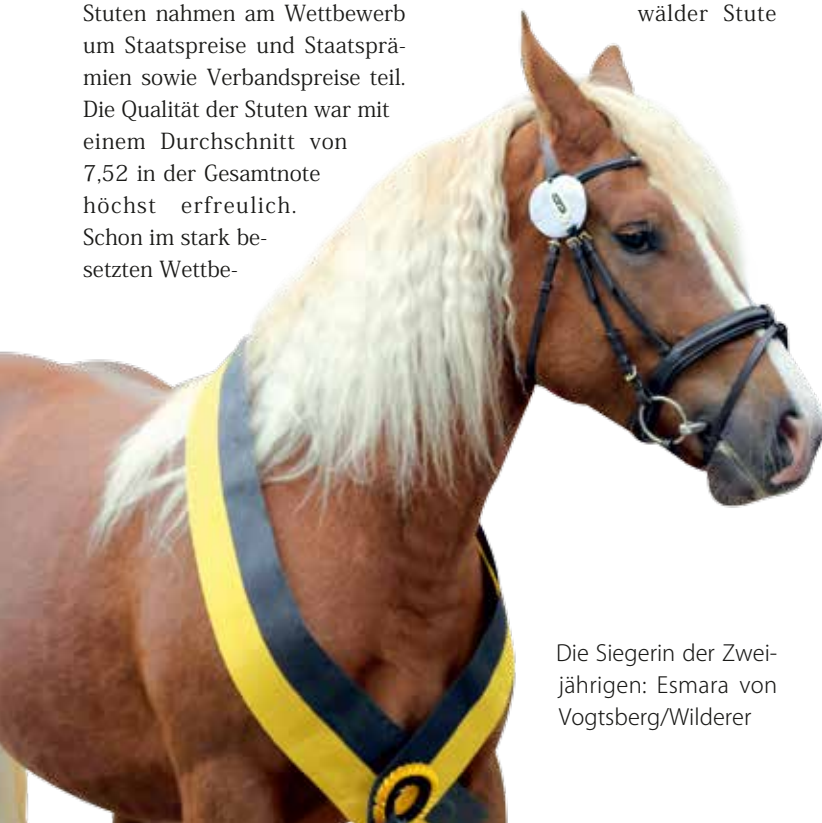 Stuten nahmen am Wettbewerb
um Staatspreise und Staatsprä-
mien sowie Verbandspreise teil.
Die Qualität der Stuten war mit
einem Durchschnitt von
7,52 in der Gesamtnote
höchst erfreulich.
Schon im stark be-
setzten Wettbe-
wälder Stute
Die Siegerin der Zwei-
jährigen: Esmara von
Vogtsberg/Wilderer